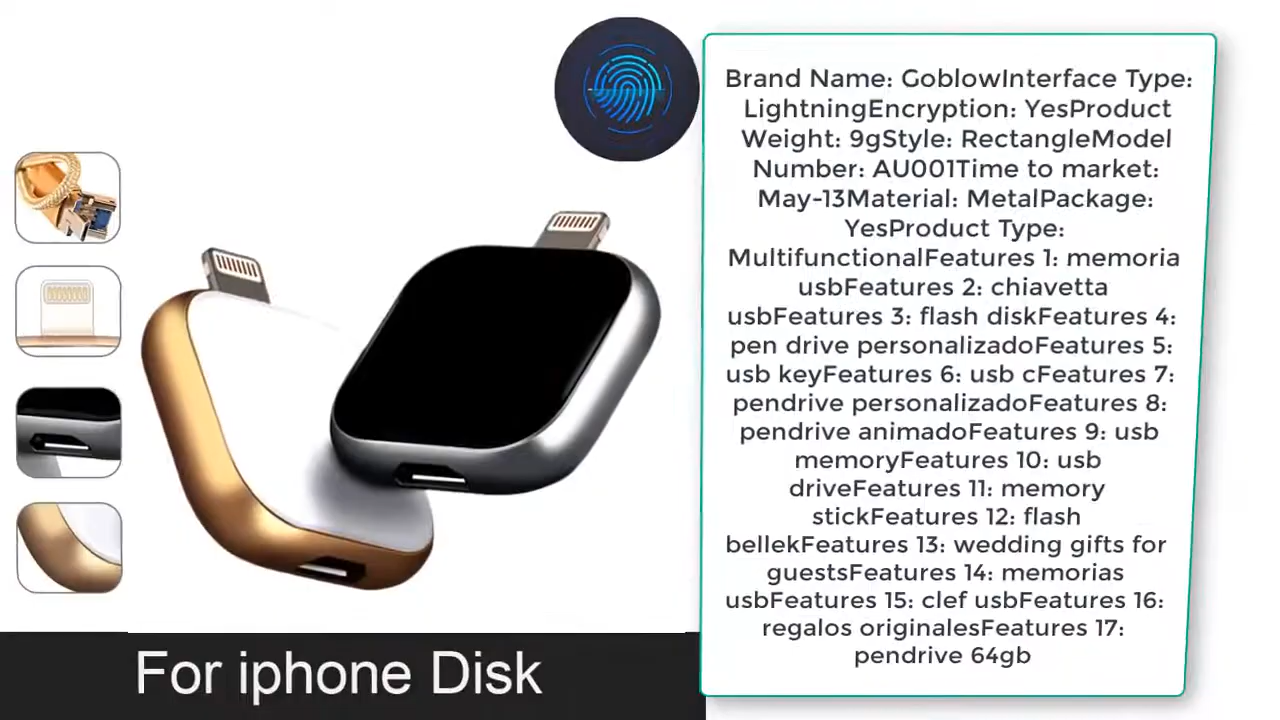 Brand Name: GoblowInterface Type:
LightningEncryption: YesProduct
Weight: 9gStyle: RectangleModel
Number: AU001Time to market:
May-13Material: MetalPackage:
YesProduct Type:
MultifunctionalFeatures 1: memoria
usbFeatures 2: chiavetta
usbFeatures 3: flash diskFeatures 4:
pen drive personalizadoFeatures 5:
usb keyFeatures 6: usb cFeatures 7:
pendrive personalizadoFeatures 8:
pendrive animadoFeatures 9: usb
memoryFeatures 10: usb
driveFeatures 11: memory
stickFeatures 12: flash
bellekFeatures 13: wedding gifts for
guestsFeatures 14: memorias
usbFeatures 15: clef usbFeatures 16:
regalos originalesFeatures 17:
pendrive 64gb
For iphone Disk